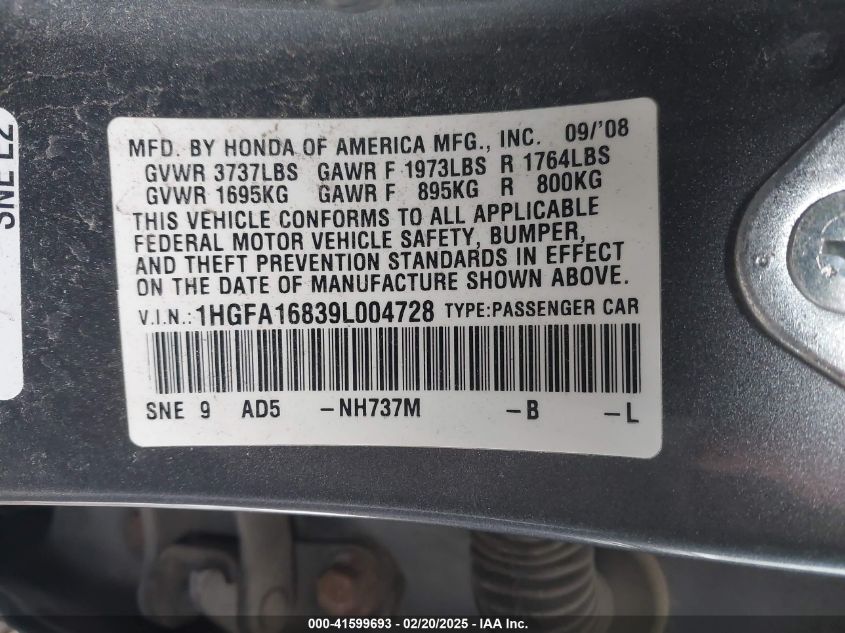 SNE E2
MFD. BY HONDA OF AMERICA MFG., INC. 09/'08
GVWR 3737LBS GAWR F 1973LBS R 1764LBS
GVWR 1695KG GAWR F 895KG R 800KG
THIS VEHICLE CONFORMS TO ALL APPLICABLE
FEDERAL MOTOR VEHICLE SAFETY, BUMPER,
AND THEFT PREVENTION STANDARDS IN EFFECT
ON THE DATE OF MANUFACTURE SHOWN ABOVE.
V.I.N.: 1HGFA16839L004728 TYPE:PASSENGER CAR
SNE 9 AD5 -NH737M -B -L
000-41599693 - 02/20/2025 - IAA Inc.